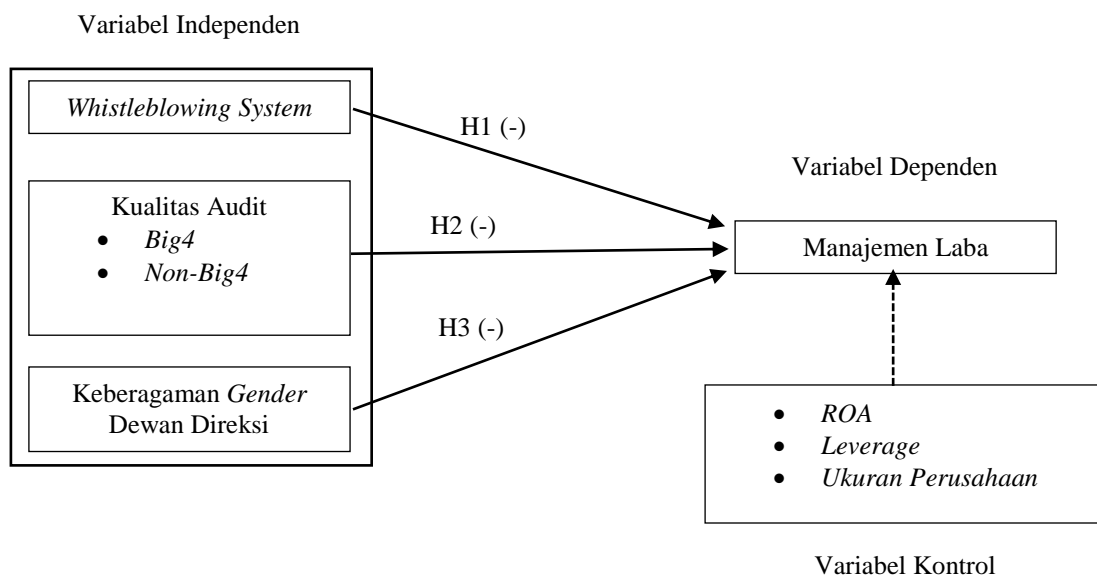 Variabel Independen
Whistleblowing System
H1 (-)
Variabel Dependen
Kualitas Audit
• Big4
• Non-Big4
H2 (-)
Manajemen Laba
H3 (-)
Keberagaman Gender
Dewan Direksi
• ROA
• Leverage
• Ukuran Perusahaan
Variabel Kontrol